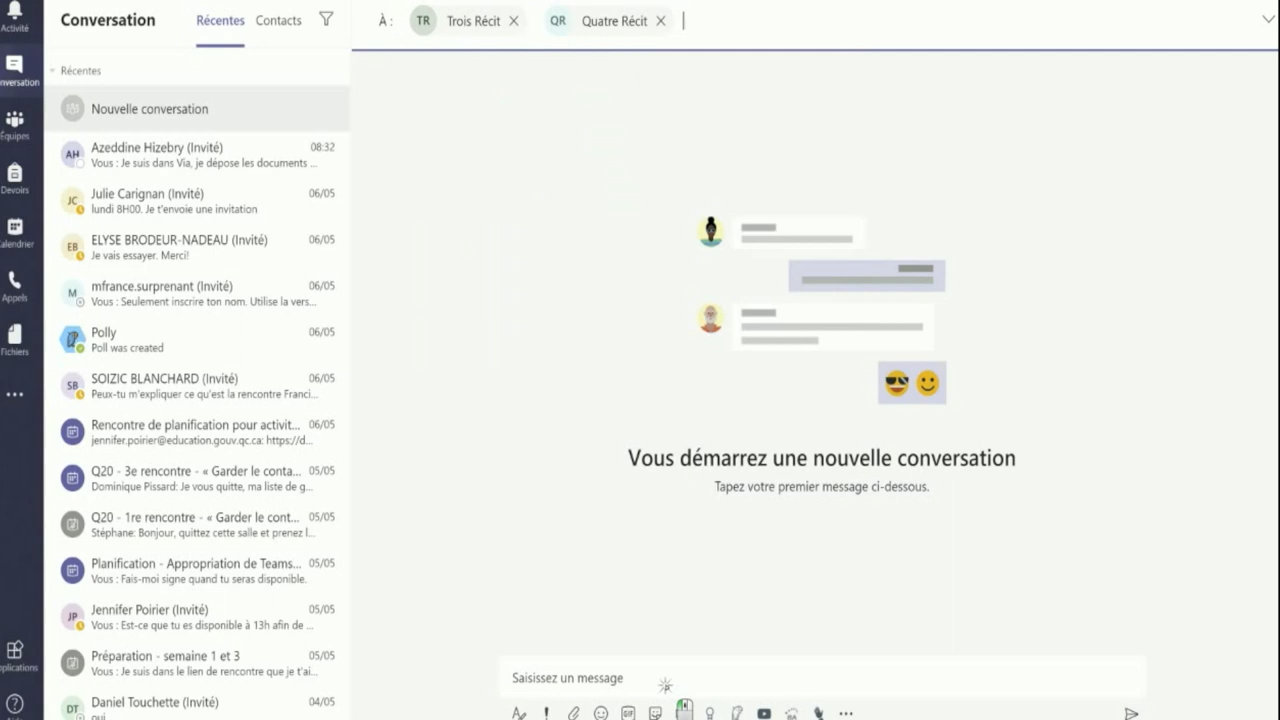 Activité
nversation
Équipes
Devoirs
alendrier
Appels
Fichiers
pplications
Conversation
Récentes
Contacts
Récentes
Nouvelle conversation
AH
Azeddine Hizebry (Invité) 08:32
Vous : Je suis dans Via, je dépose les documents ...
JC
Julie Carignan (Invité) 06/05
lundi 8H00. Je t'envoie une invitation
EB
ELYSE BRODEUR-NADEAU (Invité) 06/05
Je vais essayer. Merci!
M
mfrance.surprenant (Invité) 06/05
Vous : Seulement inscrire ton nom. Utilise la vers...
Polly 06/05
Poll was created
SB
SOIZIC BLANCHARD (Invité) 06/05
Peux-tu m'expliquer ce qu'est la rencontre Franci...
Rencontre de planification pour activit... 06/05
jennifer.poirier@education.gouv.qc.ca: https://d...
Q20 - 3e rencontre - « Garder le conta... 05/05
Dominique Pissard: Je vous quitte, ma liste de g...
Q20 - 1re rencontre - « Garder le cont... 05/05
Stéphane: Bonjour, quittez cette salle et prenez l...
Planification - Appropriation de Teams... 05/05
Vous : Fais-moi signe quand tu seras disponible.
JP
Jennifer Poirier (Invité) 05/05
Vous : Est-ce que tu es disponible à 13h afin de ...
Préparation - semaine 1 et 3 05/05
Vous : Je suis dans le lien de rencontre que je t'ai...
DT
Daniel Touchette (Invité) 04/05
oui
À :
TR Trois Récit
QR Quatre Récit
Vous démarrez une nouvelle conversation
Tapez votre premier message ci-dessous.
Saisissez un message
GIF